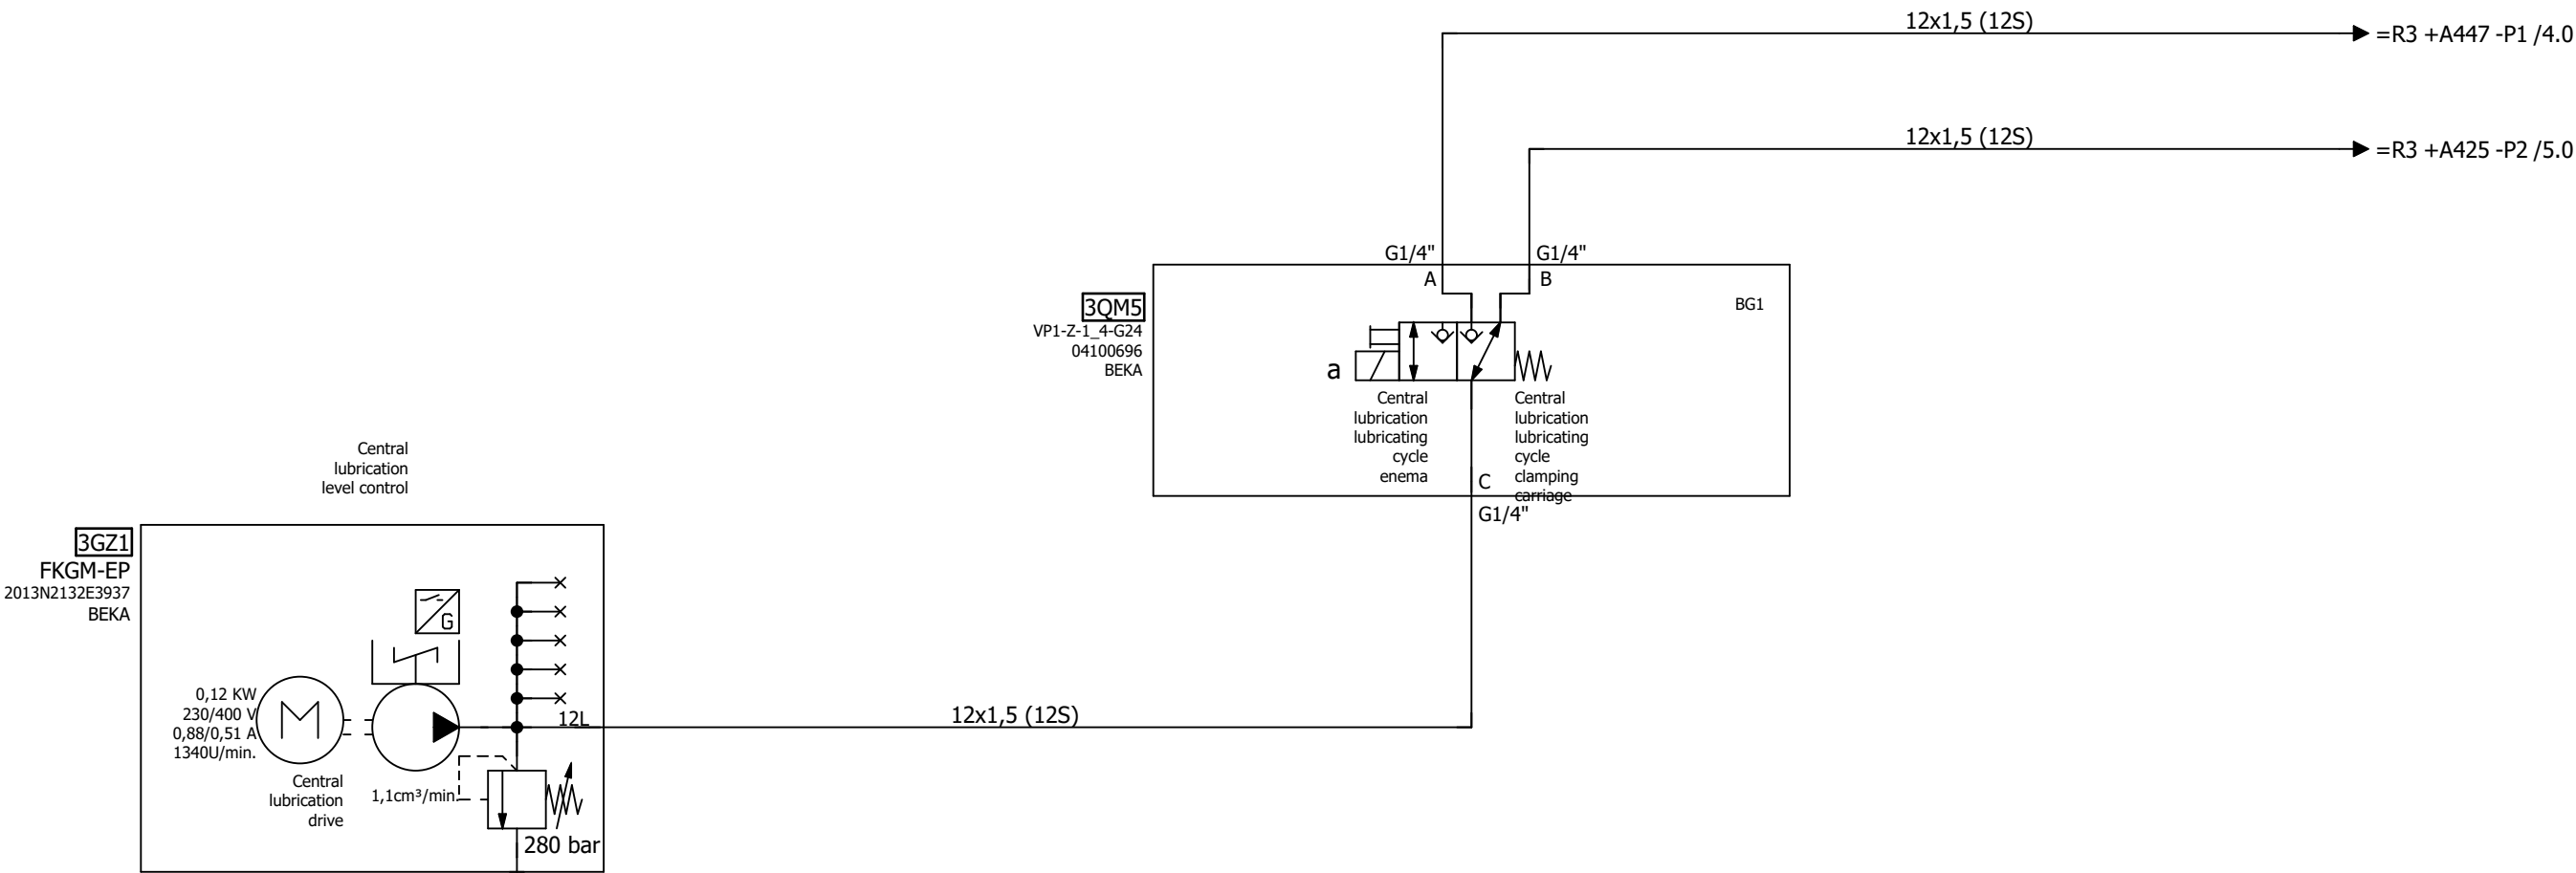 12x1,5 (12S)
=R3 +A447 -P1 /4.0
12x1,5 (12S)
=R3 +A425 -P2 /5.0
G1/4"
G1/4"
A
B
3QM5
VP1-Z-1_4-G24
04100696
BEKA
BG1
a
Central
lubrication
lubricating
cycle
enema
Central
lubrication
lubricating
cycle
clamping
carriage
C
G1/4"
Central
lubrication
level control
3GZ1
FKGM-EP
2013N2132E3937
BEKA
G
0,12 KW
230/400 V
0,88/0,51 A
1340U/min.
M
12L
12x1,5 (12S)
Central
lubrication
drive
1,1cm³/min.
280 bar